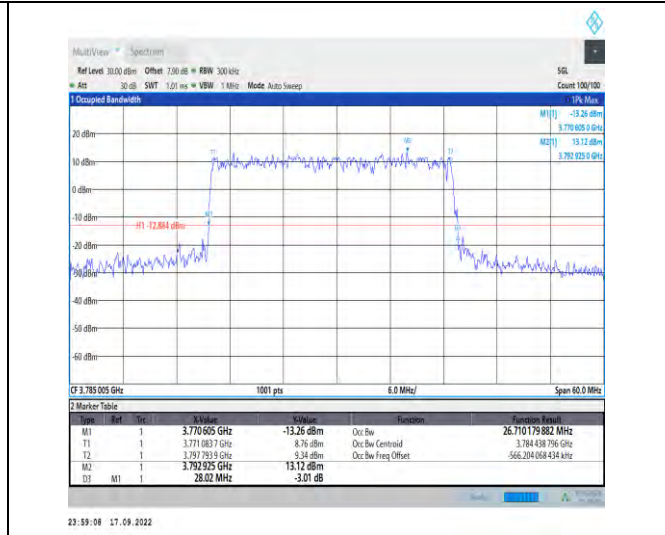 MultiView Spectrum
Ref Level 30.00 dBm Offset 7.90 dB RBW 300 kHz SGL
Att 30 dB SWT 1.01 ms VBW 1 MHz Mode Auto Sweep Count 100/100
1 Occupied Bandwidth 1Pk Max
M1[1] -13.26 dBm
3.770 605 0 GHz
M2[1] 13.12 dBm
3.792 925 0 GHz
20 dBm
M2
T1
10 dBm
0 dBm
-10 dBm
M1
H1 -12.884 dBm
-20 dBm
-30 dBm
-40 dBm
-50 dBm
-60 dBm
CF 3.785 005 GHz 1001 pts 6.0 MHz/ Span 60.0 MHz
2 Marker Table
Type Ref Trc X-Value Y-Value Function Function Result
M1 1 3.770 605 GHz -13.26 dBm Occ Bw 26.710 179 882 MHz
T1 1 3.771 083 7 GHz 8.76 dBm Occ Bw Centroid 3.784 438 796 GHz
T2 1 3.797 793 9 GHz 9.34 dBm Occ Bw Freq Offset -566.204 068 434 kHz
M2 1 3.792 925 GHz 13.12 dBm
D3 M1 1 28.02 MHz -3.01 dB
Ready
23:59:08 17.09.2022